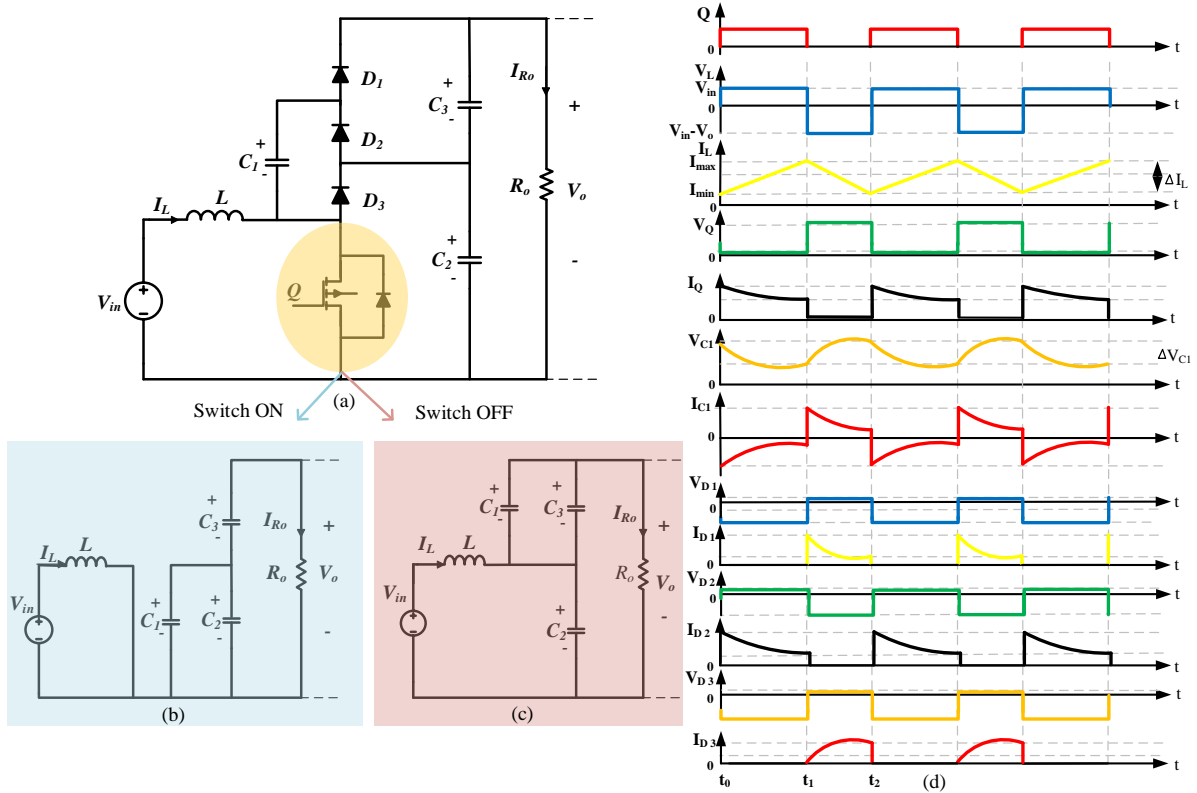 D1
D2
D3
C1
+
-
C3
+
-
C2
+
-
IRo
+
Ro
Vo
-
IL
L
Vin
+
-
Q
(a)
Switch ON
Switch OFF
IL
L
Vin
+
-
C1
+
-
C2
+
-
C3
+
-
IRo
+
Ro
Vo
-
(b)
IL
L
Vin
+
-
C1
+
-
C3
+
-
C2
+
-
IRo
+
Ro
Vo
-
(c)
Q
0
t
VL
Vin
0
t
Vin-Vo
IL
Imax
Imin
0
t
ΔIL
VQ
0
t
IQ
0
t
VC1
0
t
ΔVC1
IC1
0
t
VD1
0
t
ID1
0
t
VD2
0
t
ID2
0
t
VD3
0
t
ID3
0
t
t0
t1
t2
(d)